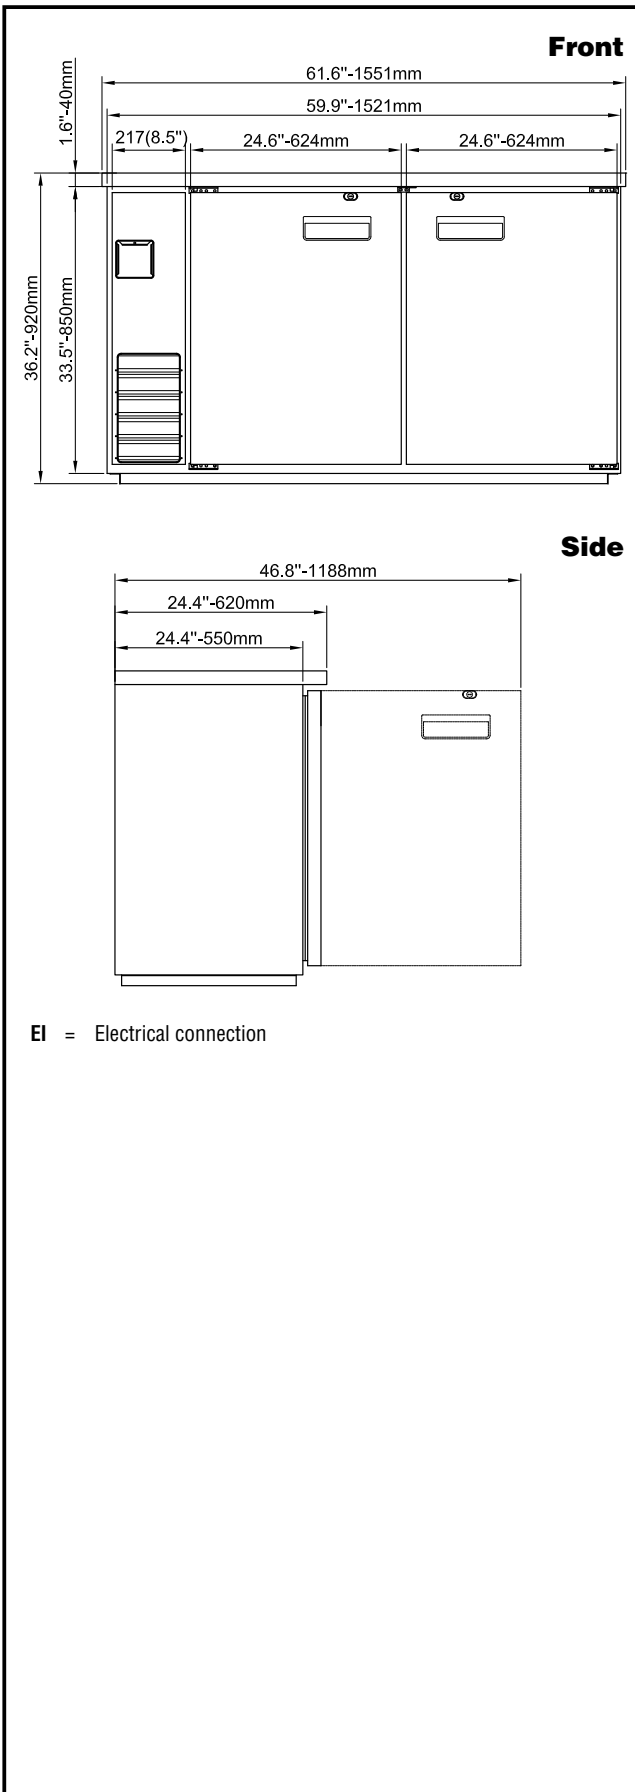 Front
61.6"-1551mm
1.6"-40mm
59.9"-1521mm
217(8.5")
24.6"-624mm
24.6"-624mm
36.2"-920mm
33.5"-850mm
Side
46.8"-1188mm
24.4"-620mm
24.4"-550mm
EI = Electrical connection